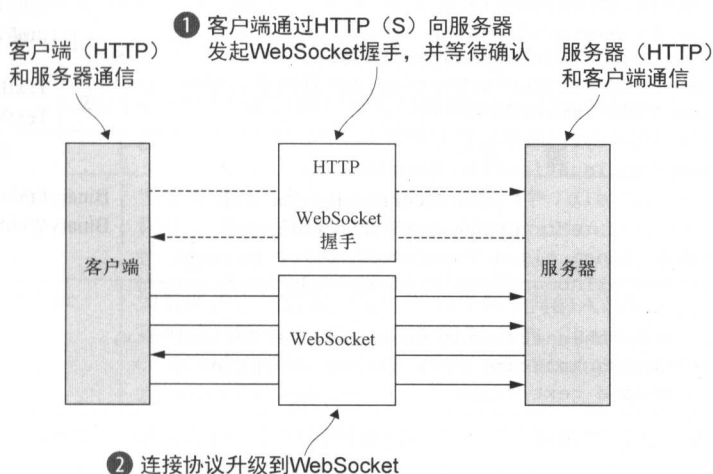 ❶ 客户端通过HTTP（S）向服务器
发起WebSocket握手，并等待确认
客户端（HTTP）
和服务器通信
服务器（HTTP）
和客户端通信
HTTP
WebSocket
握手
客户端
服务器
WebSocket
❷ 连接协议升级到WebSocket